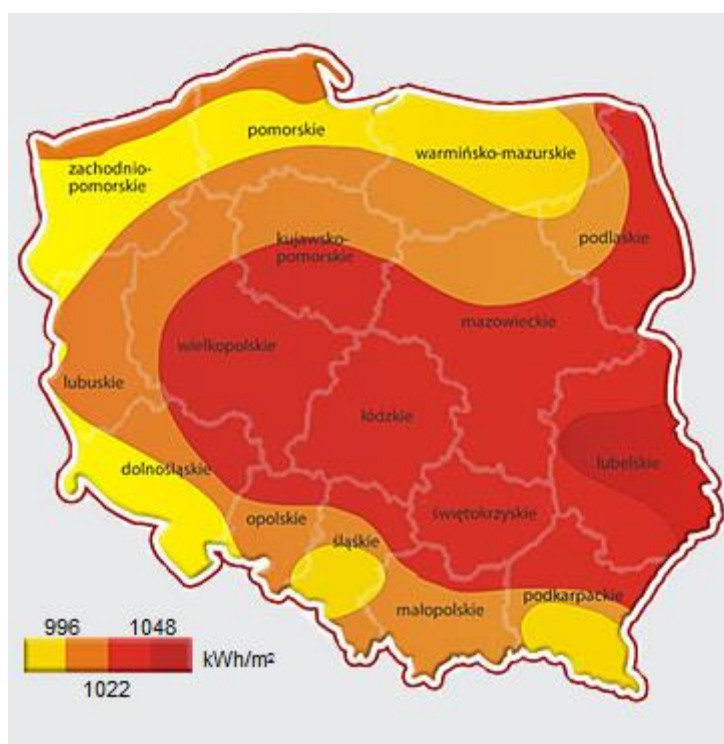 pomorskie
warmińsko-mazurskie
zachodnio-
pomorskie
kujawsko-
pomorskie
podlaskie
mazowieckie
wielkopolskie
lubuskie
łódzkie
dolnośląskie
lubelskie
opolskie
świętokrzyskie
śląskie
małopolskie
podkarpackie
996 1048
kWh/m²
1022